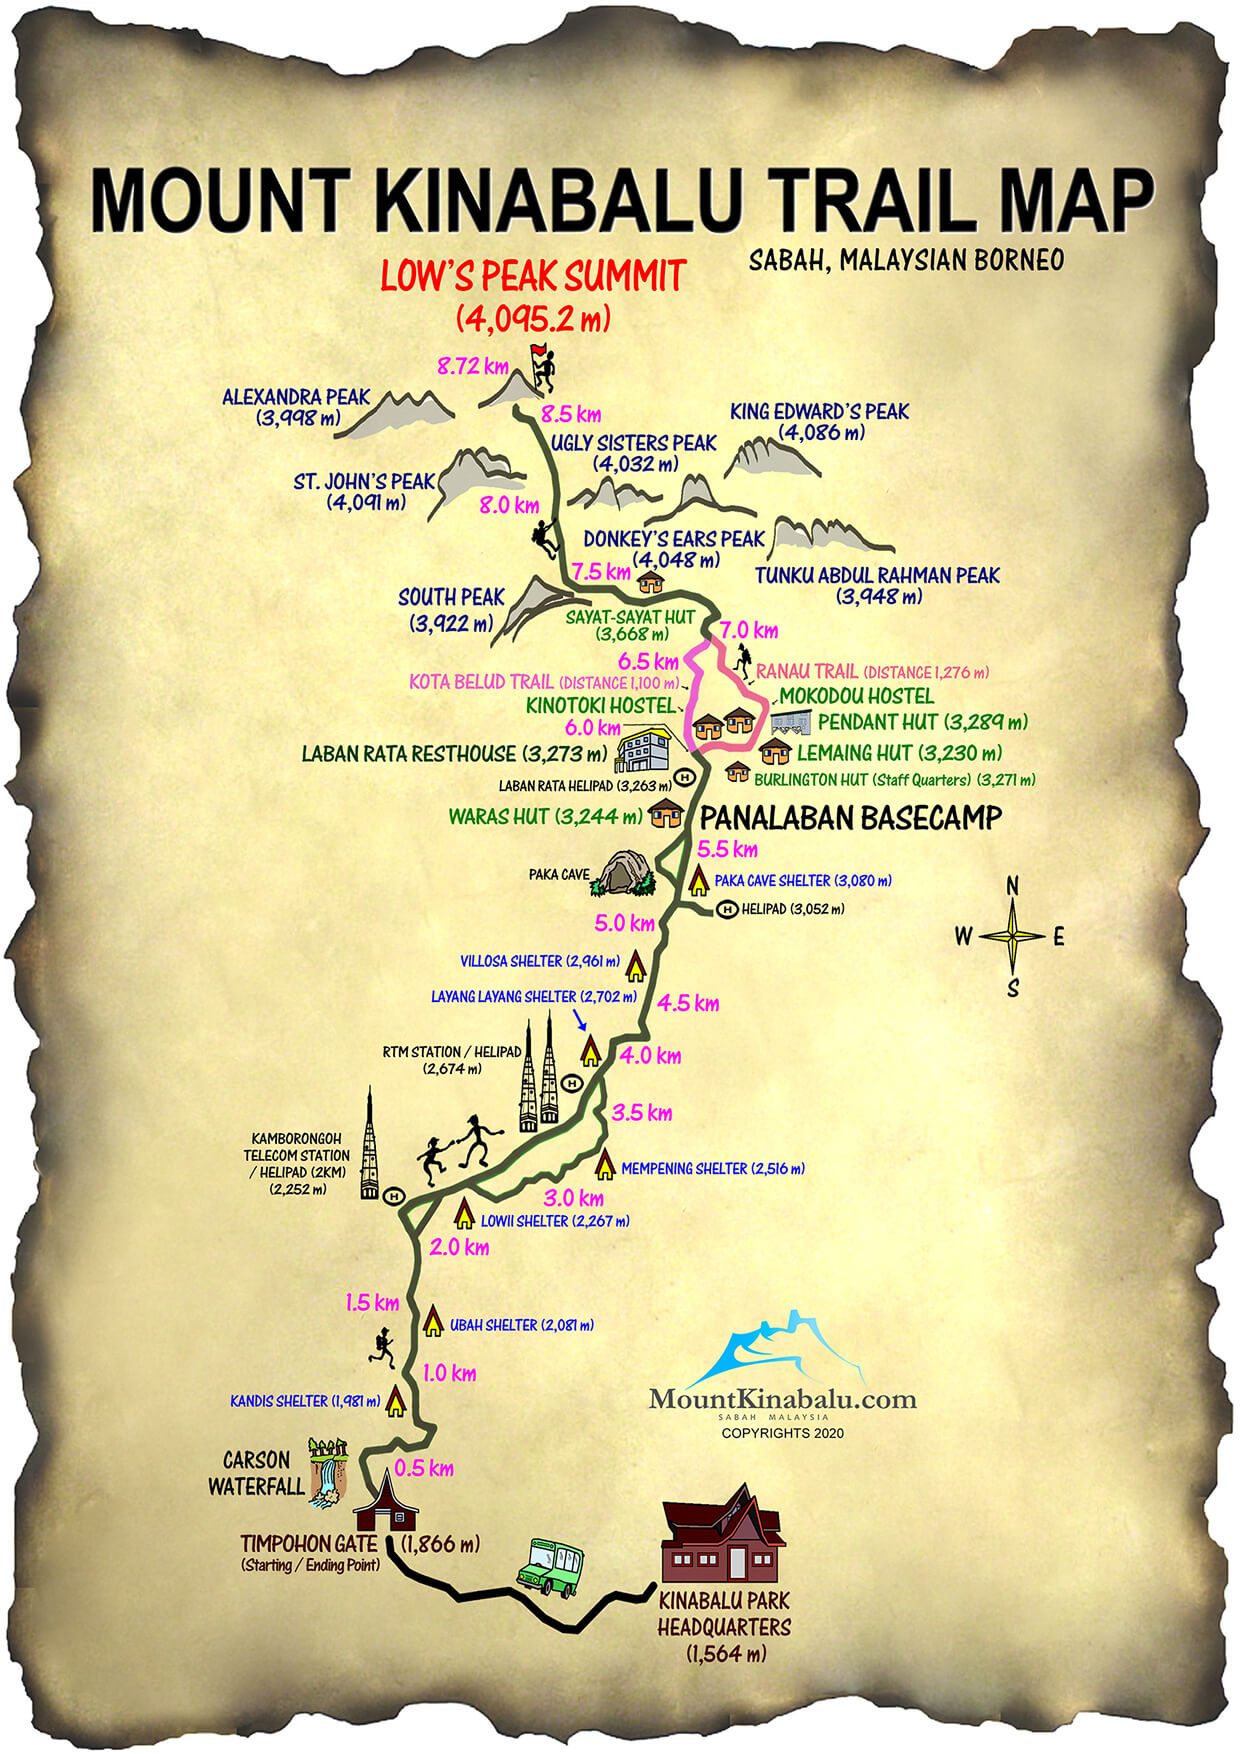 MOUNT KINABALU TRAIL MAP
SABAH, MALAYSIAN BORNEO
LOW'S PEAK SUMMIT
(4,095.2 m)
8.72 km
ALEXANDRA PEAK
(3,998 m)
8.5 km
KING EDWARD'S PEAK
(4,086 m)
UGLY SISTERS PEAK
(4,032 m)
ST. JOHN'S PEAK
(4,091 m)
8.0 km
DONKEY'S EARS PEAK
(4,048 m)
7.5 km
TUNKU ABDUL RAHMAN PEAK
(3,948 m)
SOUTH PEAK
(3,922 m)
SAYAT-SAYAT HUT
(3,668 m)
7.0 km
6.5 km
RANAU TRAIL (DISTANCE 1,276 m)
KOTA BELUD TRAIL (DISTANCE 1,100 m)
MOKODOU HOSTEL
KINOTOKI HOSTEL
PENDANT HUT (3,289 m)
6.0 km
LABAN RATA RESTHOUSE (3,273 m)
LEMAING HUT (3,230 m)
BURLINGTON HUT (Staff Quarters) (3,271 m)
LABAN RATA HELIPAD (3,263 m)
H
WARAS HUT (3,244 m)
PANALABAN BASECAMP
5.5 km
PAKA CAVE
PAKA CAVE SHELTER (3,080 m)
H
HELIPAD (3,052 m)
5.0 km
N
W
E
S
VILLOSA SHELTER (2,961 m)
LAYANG LAYANG SHELTER (2,702 m)
4.5 km
RTM STATION / HELIPAD
(2,674 m)
4.0 km
H
3.5 km
KAMBORONGOH
TELECOM STATION
/ HELIPAD (2KM)
(2,252 m)
H
MEMPENING SHELTER (2,516 m)
3.0 km
LOWII SHELTER (2,267 m)
2.0 km
1.5 km
UBAH SHELTER (2,081 m)
1.0 km
KANDIS SHELTER (1,981 m)
MountKinabalu.com
SABAH MALAYSIA
COPYRIGHTS 2020
CARSON
WATERFALL
0.5 km
TIMPOHON GATE (1,866 m)
(Starting / Ending Point)
KINABALU PARK
HEADQUARTERS
(1,564 m)